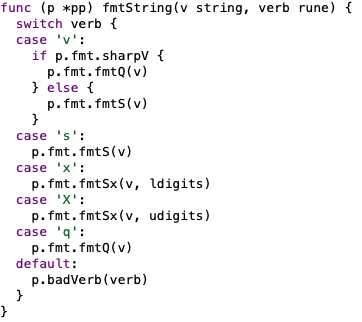 func (p *pp) fmtString(v string, verb rune) {
  switch verb {
  case 'v':
    if p.fmt.sharpV {
      p.fmt.fmtQ(v)
    } else {
      p.fmt.fmtS(v)
    }
  case 's':
    p.fmt.fmtS(v)
  case 'x':
    p.fmt.fmtSx(v, ldigits)
  case 'X':
    p.fmt.fmtSx(v, udigits)
  case 'q':
    p.fmt.fmtQ(v)
  default:
    p.badVerb(verb)
  }
}